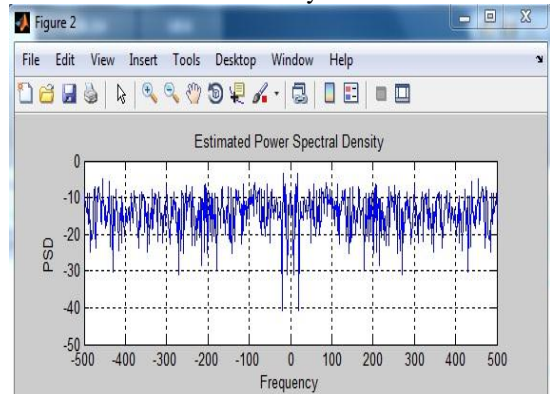 Figure 2
File Edit View Insert Tools Desktop Window Help
Estimated Power Spectral Density
0
-10
-20
-30
-40
-50
PSD
-500 -400 -300 -200 -100 0 100 200 300 400 500
Frequency